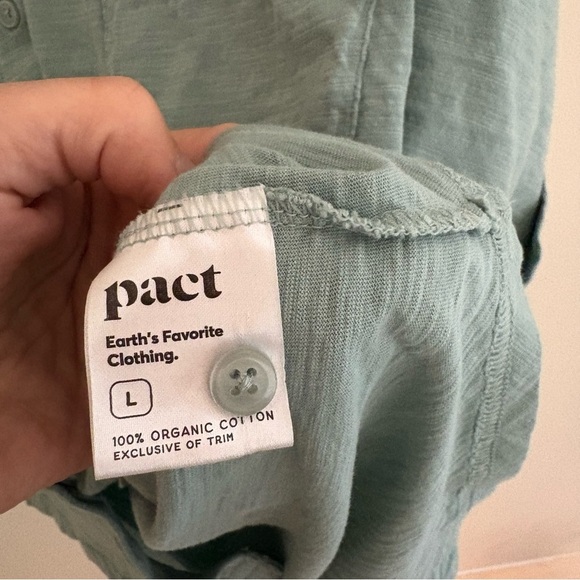 pact
Earth's Favorite
Clothing.
L
100% ORGANIC COTTON
EXCLUSIVE OF TRIM